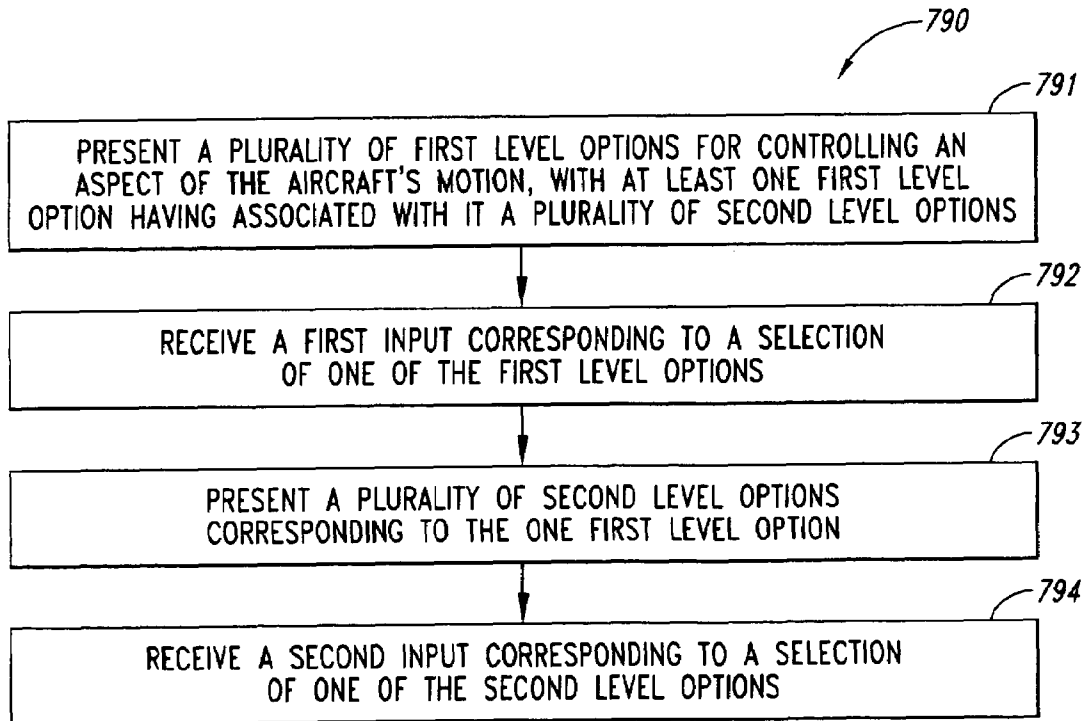 790
791
PRESENT A PLURALITY OF FIRST LEVEL OPTIONS FOR CONTROLLING AN
ASPECT OF THE AIRCRAFT'S MOTION, WITH AT LEAST ONE FIRST LEVEL
OPTION HAVING ASSOCIATED WITH IT A PLURALITY OF SECOND LEVEL OPTIONS
792
RECEIVE A FIRST INPUT CORRESPONDING TO A SELECTION
OF ONE OF THE FIRST LEVEL OPTIONS
793
PRESENT A PLURALITY OF SECOND LEVEL OPTIONS
CORRESPONDING TO THE ONE FIRST LEVEL OPTION
794
RECEIVE A SECOND INPUT CORRESPONDING TO A SELECTION
OF ONE OF THE SECOND LEVEL OPTIONS